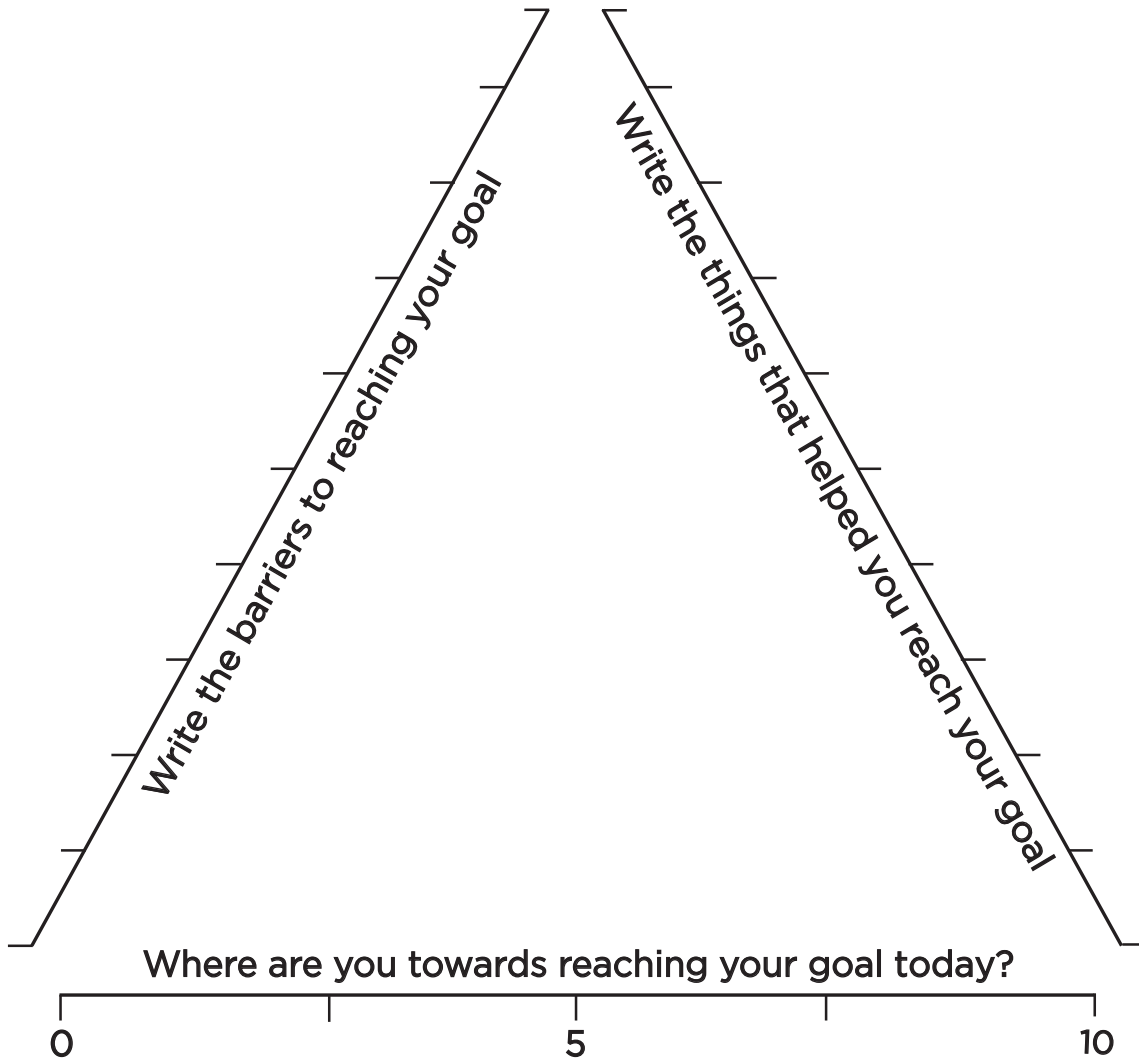 Write the barriers to reaching your goal
Write the things that helped you reach your goal
Where are you towards reaching your goal today?
0 5 10